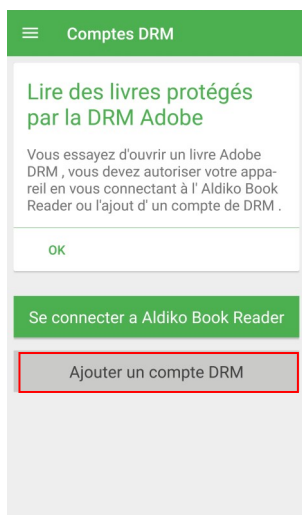 Comptes DRM
Lire des livres protégés
par la DRM Adobe
Vous essayez d'ouvrir un livre Adobe
DRM , vous devez autoriser votre appa-
reil en vous connectant à l' Aldiko Book
Reader ou l'ajout d' un compte de DRM .
OK
Se connecter a Aldiko Book Reader
Ajouter un compte DRM